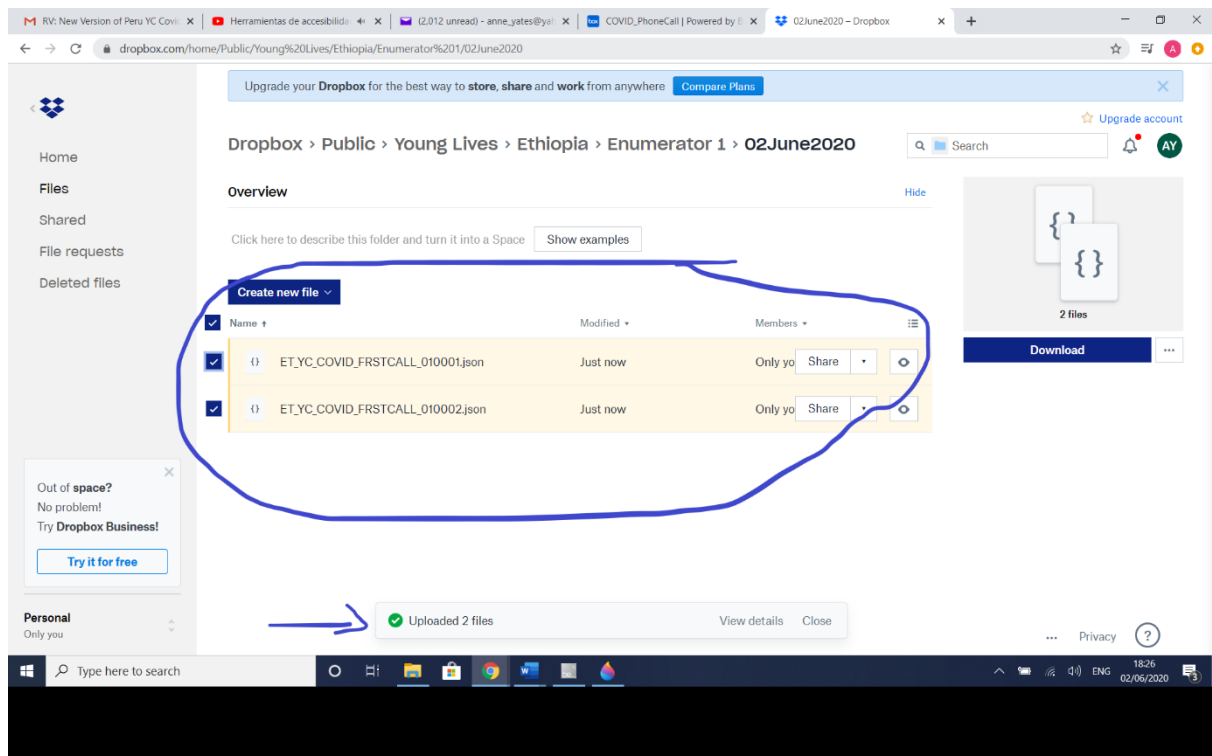 RV: New Version of Peru YC Covi
Herramientas de accesibilida
(2,012 unread) - anne_yates@yah
COVID_PhoneCall | Powered by B
02June2020 – Dropbox
dropbox.com/home/Public/Young%20Lives/Ethiopia/Enumerator%201/02June2020
A
Upgrade your Dropbox for the best way to store, share and work from anywhere Compare Plans
Upgrade account
Dropbox › Public › Young Lives › Ethiopia › Enumerator 1 › 02June2020
Search
AY
Home
Files
Shared
File requests
Deleted files
Overview
Hide
Click here to describe this folder and turn it into a Space Show examples
Create new file
Name ↑ Modified Members
{} ET_YC_COVID_FRSTCALL_010001.json Just now Only yo Share
{} ET_YC_COVID_FRSTCALL_010002.json Just now Only yo Share
{ }
{ }
2 files
Download ...
Out of space?
No problem!
Try Dropbox Business!
Try it for free
Personal
Only you
Uploaded 2 files View details Close
... Privacy ?
Type here to search
ENG
18:26
02/06/2020
3